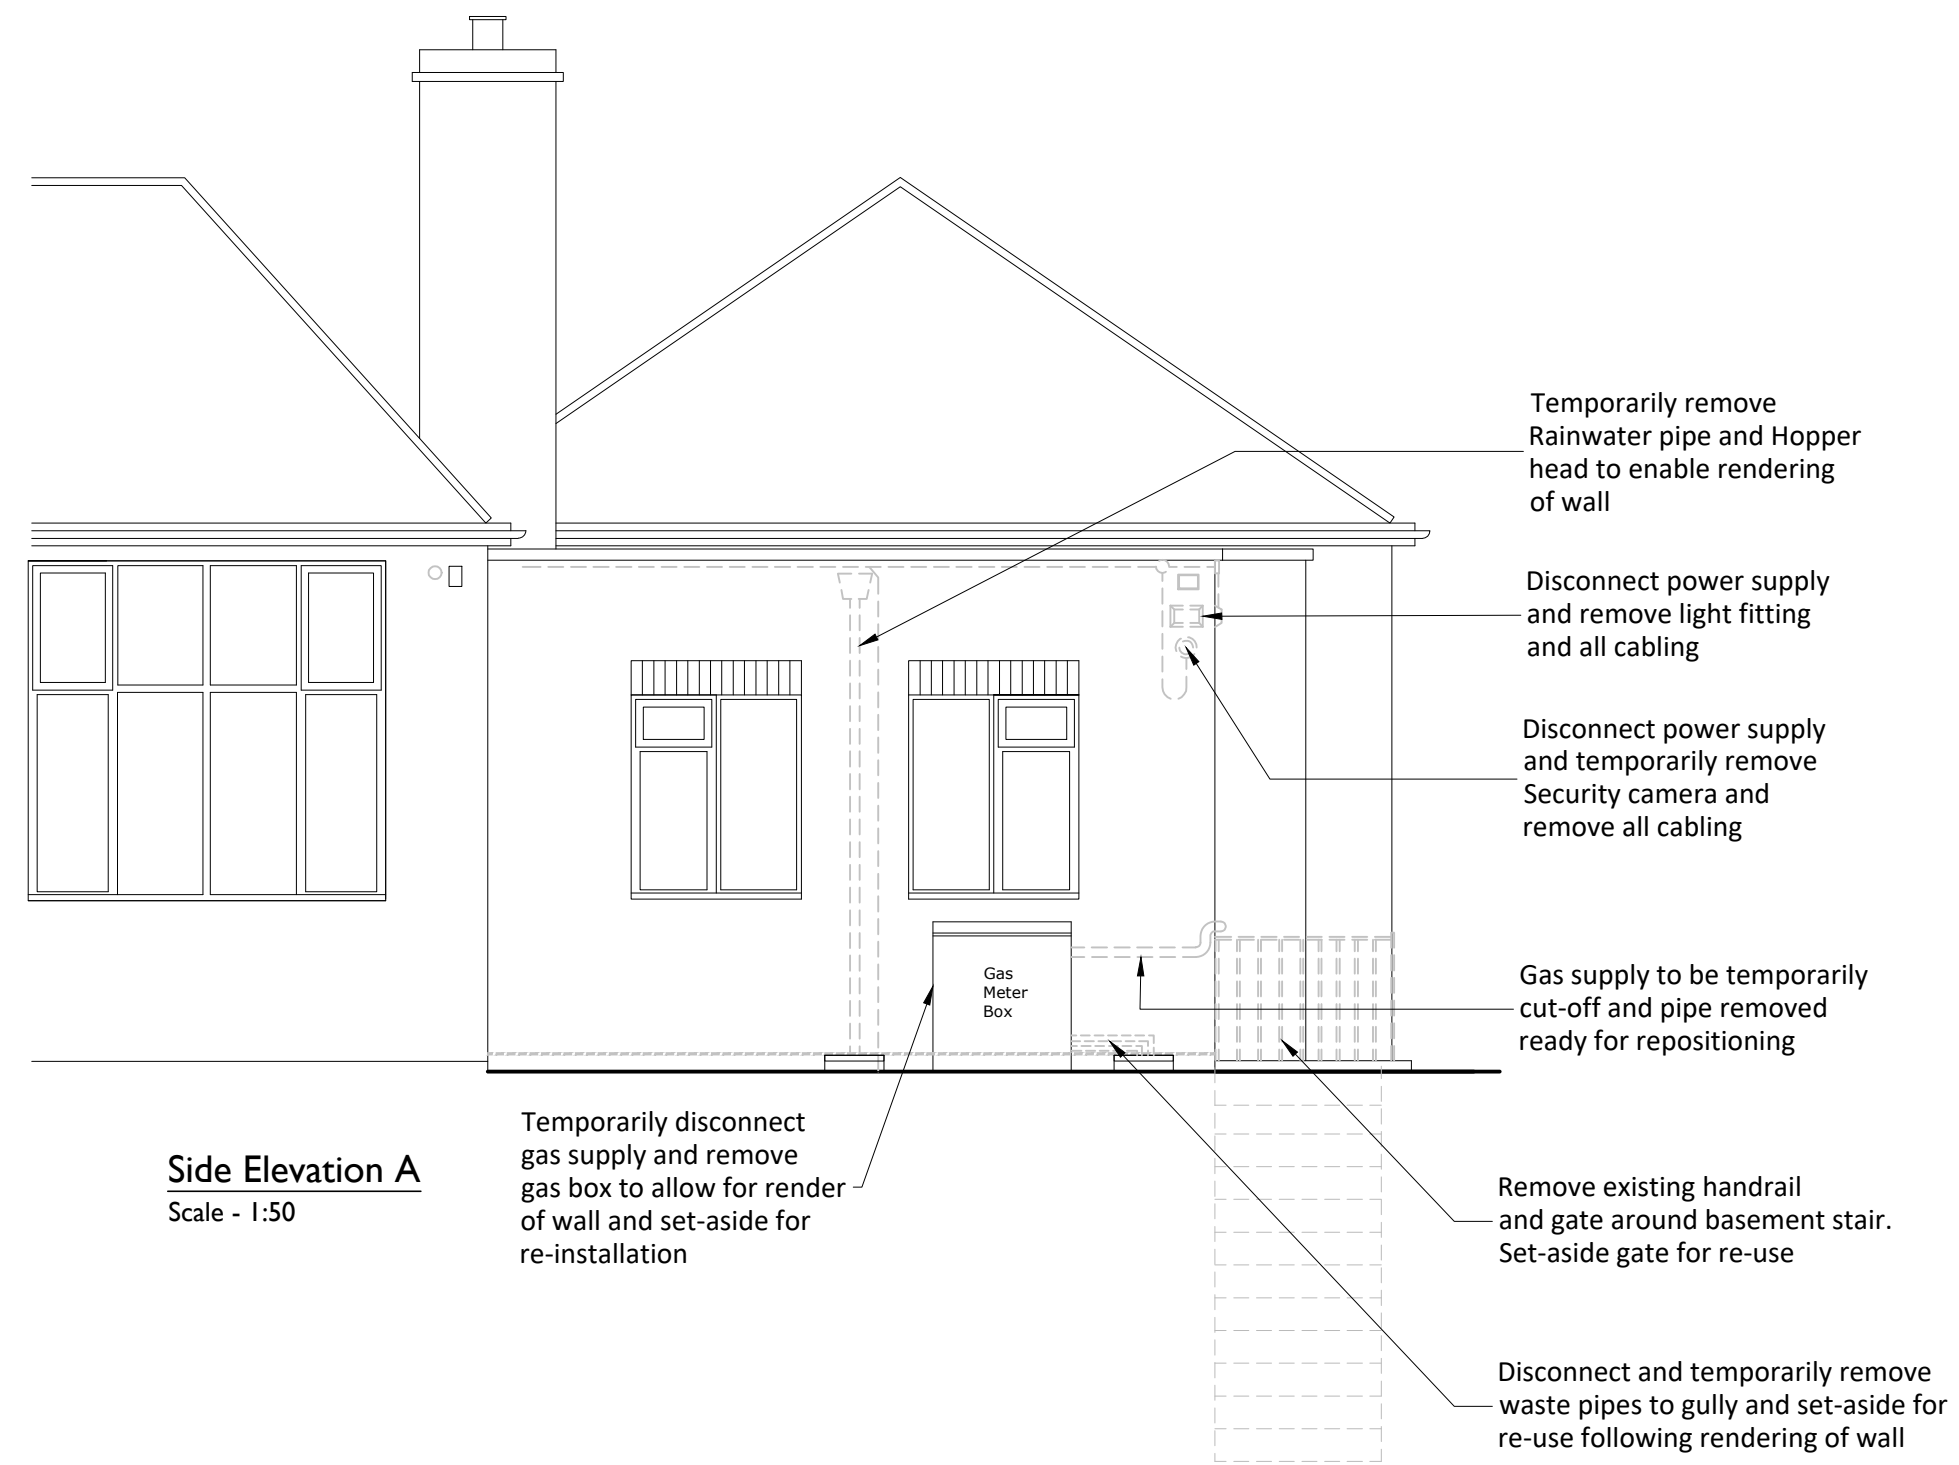 Temporarily remove
Rainwater pipe and Hopper
head to enable rendering
of wall
Disconnect power supply
and remove light fitting
and all cabling
Disconnect power supply
and temporarily remove
Security camera and
remove all cabling
Gas
Meter
Box
Gas supply to be temporarily
cut-off and pipe removed
ready for repositioning
Temporarily disconnect
gas supply and remove
gas box to allow for render
of wall and set-aside for
re-installation
Side Elevation A
Scale - 1:50
Remove existing handrail
and gate around basement stair.
Set-aside gate for re-use
Disconnect and temporarily remove
waste pipes to gully and set-aside for
re-use following rendering of wall